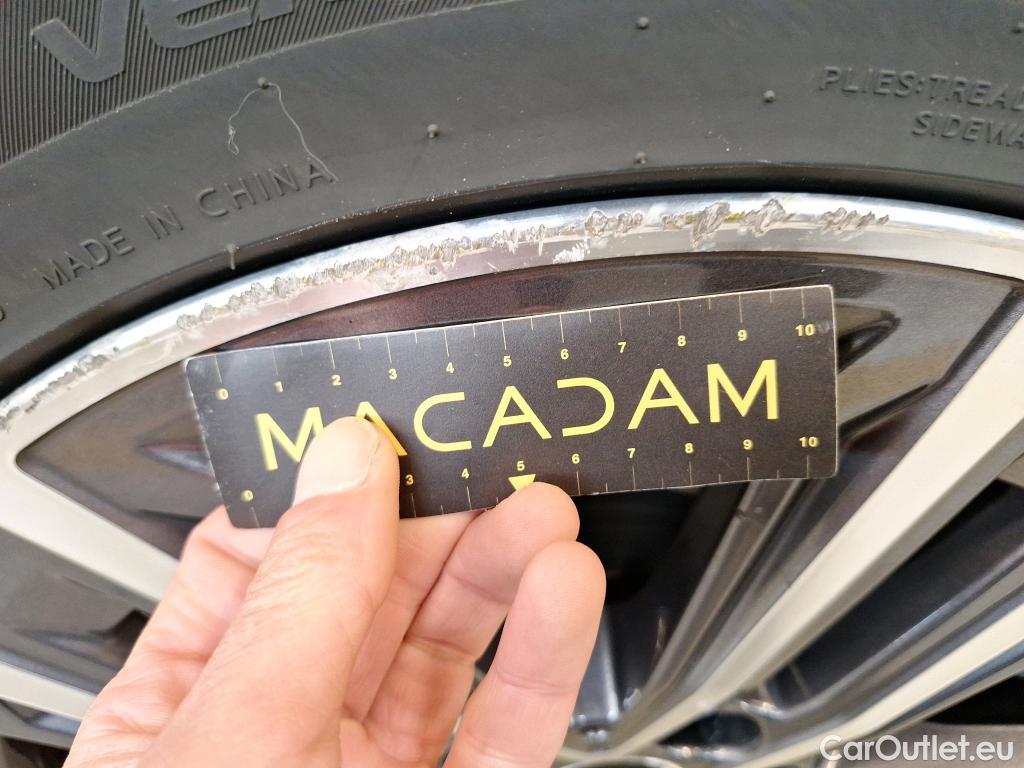 PLIES:TREAD
MADE IN CHINA
0 1 2 3 4 5 6 7 8 9 10
MACADAM
0 3 4 5 6 7 8 9 10
CarOutlet.eu